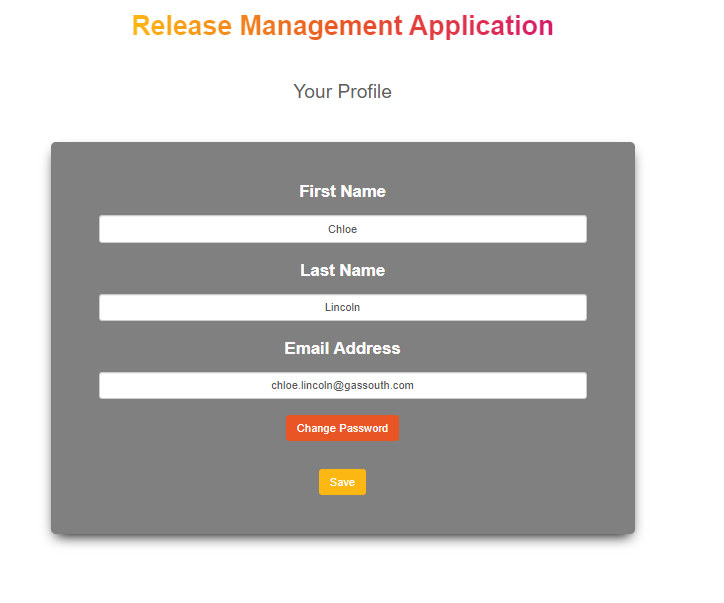 Release Management Application
Your Profile
First Name
Chloe
Last Name
Lincoln
Email Address
chloe.lincoln@gassouth.com
Change Password
Save